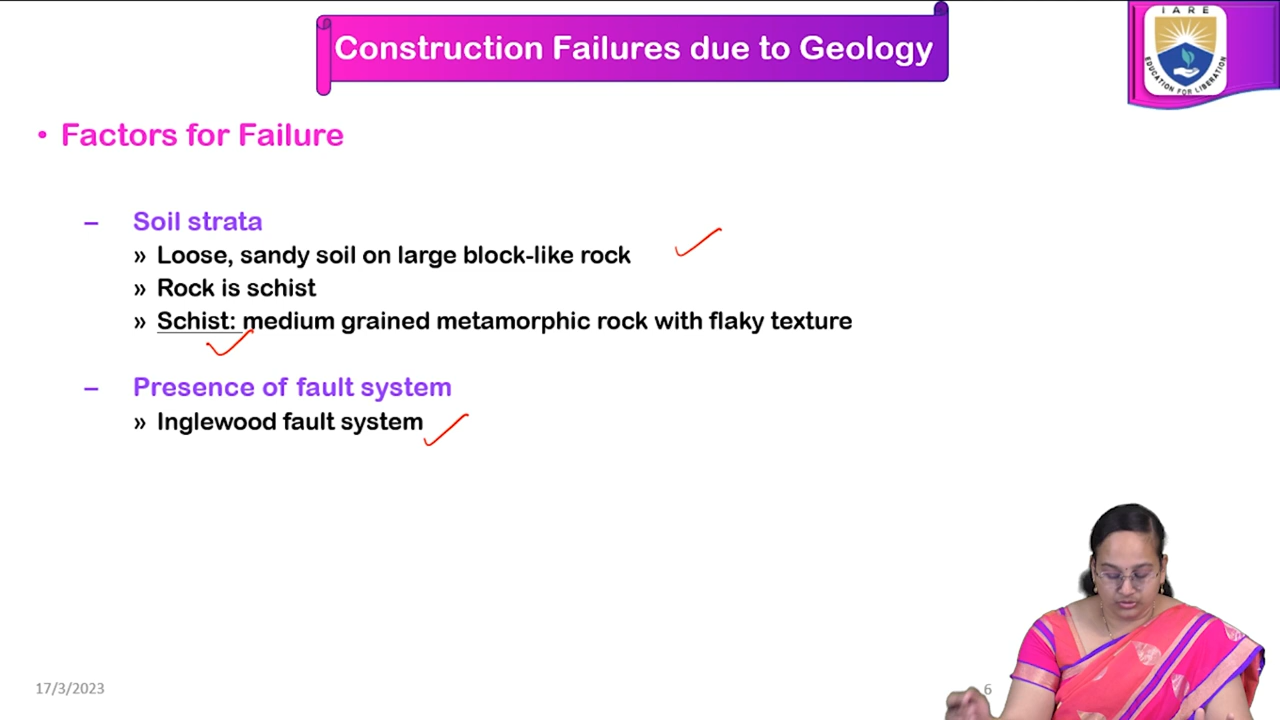 Construction Failures due to Geology
IARE
EDUCATION FOR LIBERATION
• Factors for Failure
– Soil strata
» Loose, sandy soil on large block-like rock
» Rock is schist
» Schist: medium grained metamorphic rock with flaky texture
– Presence of fault system
» Inglewood fault system
17/3/2023
6